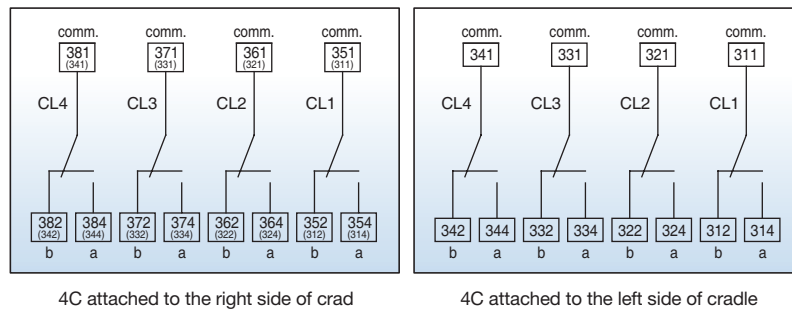 comm. comm. comm. comm.
381 371 361 351
(341) (331) (321) (311)
CL4 CL3 CL2 CL1
382 384 372 374 362 364 352 354
(342) (344) (332) (334) (322) (324) (312) (314)
b a b a b a b a
4C attached to the right side of crad
comm. comm. comm. comm.
341 331 321 311
CL4 CL3 CL2 CL1
342 344 332 334 322 324 312 314
b a b a b a b a
4C attached to the left side of cradle